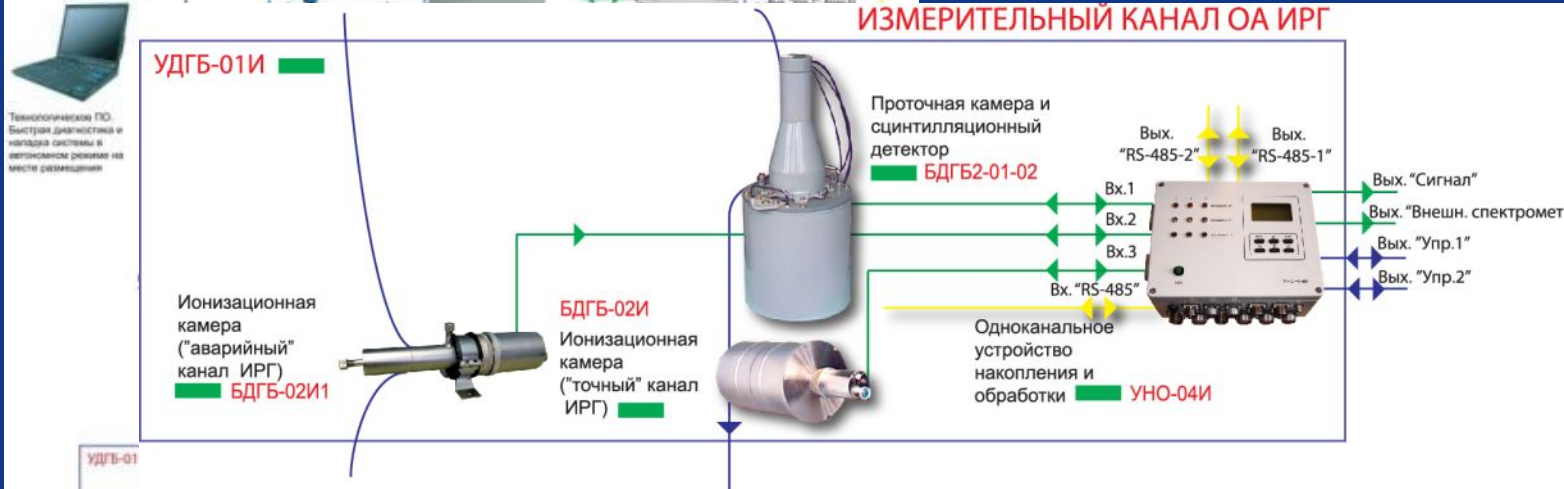 ИЗМЕРИТЕЛЬНЫЙ КАНАЛ ОА ИРГ
УДГБ-01И
Технологическое ПО.
Быстрая диагностика и
наладка системы в
автономном режиме на
месте размещения
Проточная камера и
сцинтилляционный
детектор
БДГБ2-01-02
Вых.
"RS-485-2"
Вых.
"RS-485-1"
Вх.1
Вх.2
Вх.3
Вх."RS-485"
Вых."Сигнал"
Вых."Внешн. спектромет
Вых. "Упр.1"
Вых. "Упр.2"
Ионизационная
камера
("аварийный"
канал ИРГ)
БДГБ-02И1
БДГБ-02И
Ионизационная
камера
("точный" канал
ИРГ)
Одноканальное
устройство
накопления и
обработки
УНО-04И
УДГБ-01